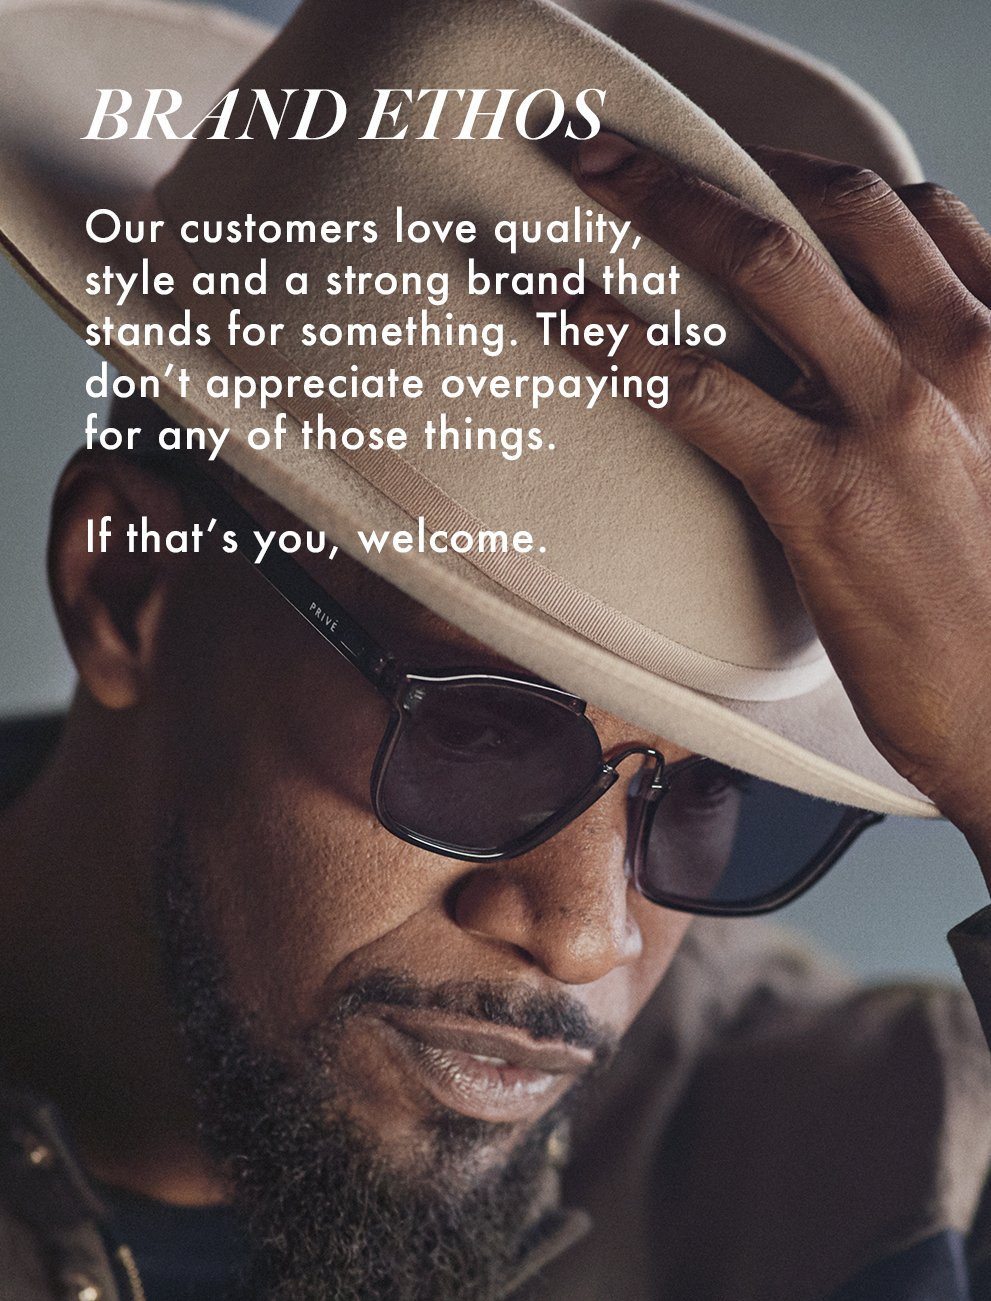 BRAND ETHOS
Our customers love quality,
style and a strong brand that
stands for something. They also
don’t appreciate overpaying
for any of those things.
If that’s you, welcome.
PRIVÉ